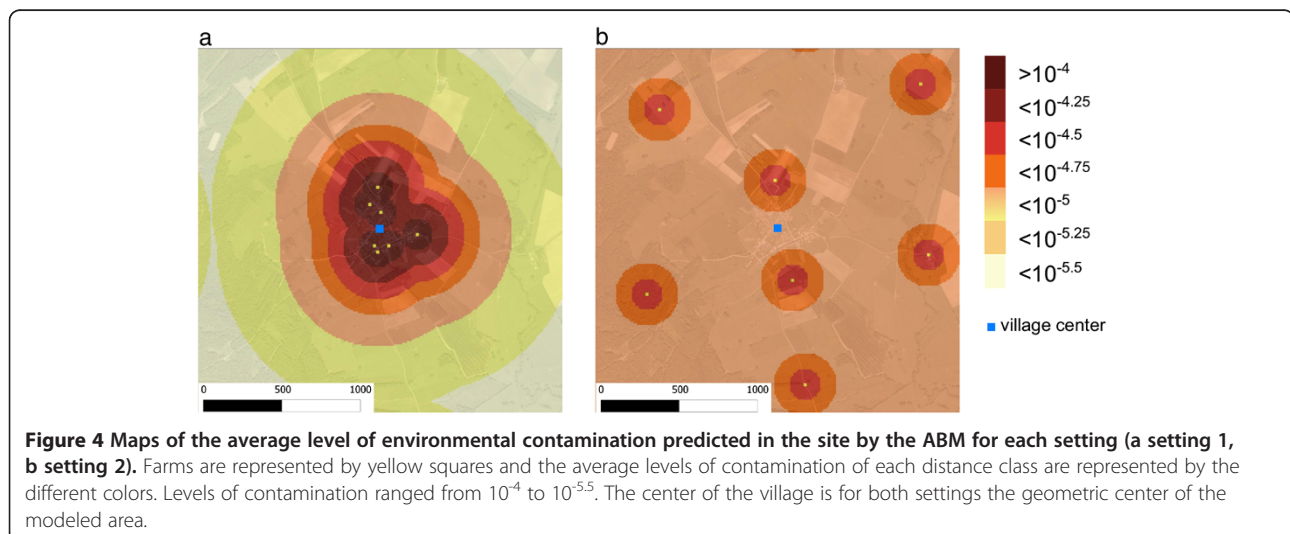 a
b
>10⁻⁴
<10⁻⁴·²⁵
<10⁻⁴·⁵
<10⁻⁴·⁷⁵
<10⁻⁵
<10⁻⁵·²⁵
<10⁻⁵·⁵
village center
0 500 1000
0 500 1000
Figure 4 Maps of the average level of environmental contamination predicted in the site by the ABM for each setting (a setting 1,
b setting 2). Farms are represented by yellow squares and the average levels of contamination of each distance class are represented by the
different colors. Levels of contamination ranged from 10⁻⁴ to 10⁻⁵·⁵. The center of the village is for both settings the geometric center of the
modeled area.